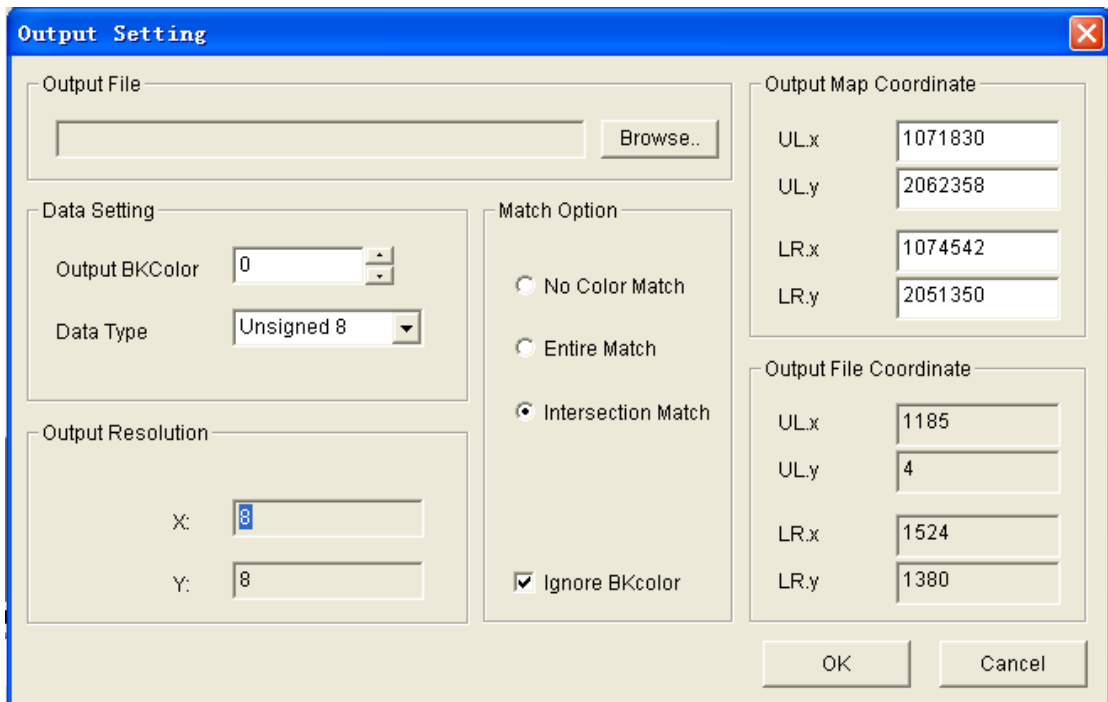 Output Setting
Output File
Browse..
Data Setting
Output BKColor
0
Data Type
Unsigned 8
Output Resolution
X:
8
Y:
8
Match Option
No Color Match
Entire Match
Intersection Match
Ignore BKcolor
Output Map Coordinate
UL.x
1071830
UL.y
2062358
LR.x
1074542
LR.y
2051350
Output File Coordinate
UL.x
1185
UL.y
4
LR.x
1524
LR.y
1380
OK
Cancel